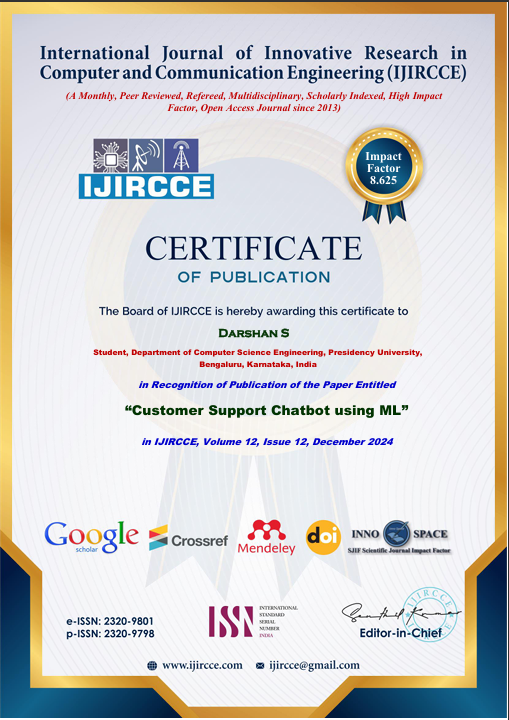 International Journal of Innovative Research in
Computer and Communication Engineering (IJIRCCE)
(A Monthly, Peer Reviewed, Refereed, Multidisciplinary, Scholarly Indexed, High Impact
Factor, Open Access Journal since 2013)
IJIRCCE
Impact
Factor
8.625
CERTIFICATE
OF PUBLICATION
The Board of IJIRCCE is hereby awarding this certificate to
DARSHAN S
Student, Department of Computer Science Engineering, Presidency University,
Bengaluru, Karnataka, India
in Recognition of Publication of the Paper Entitled
“Customer Support Chatbot using ML”
in IJIRCCE, Volume 12, Issue 12, December 2024
Google
scholar
Crossref
Mendeley
doi
INNO SPACE
SJIF Scientific Journal Impact Factor
e-ISSN: 2320-9801
p-ISSN: 2320-9798
ISSN
INTERNATIONAL
STANDARD
SERIAL
NUMBER
INDIA
IJIRCCE
Senthil Kumar
Editor-in-Chief
www.ijircce.com ijircce@gmail.com